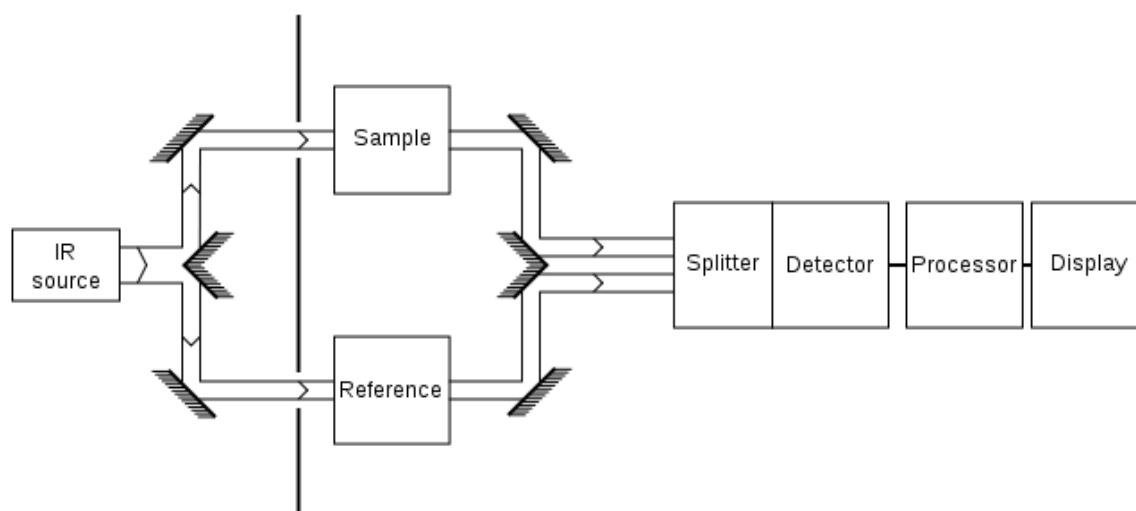 Sample
IR
source
Splitter
Detector
Processor
Display
Reference